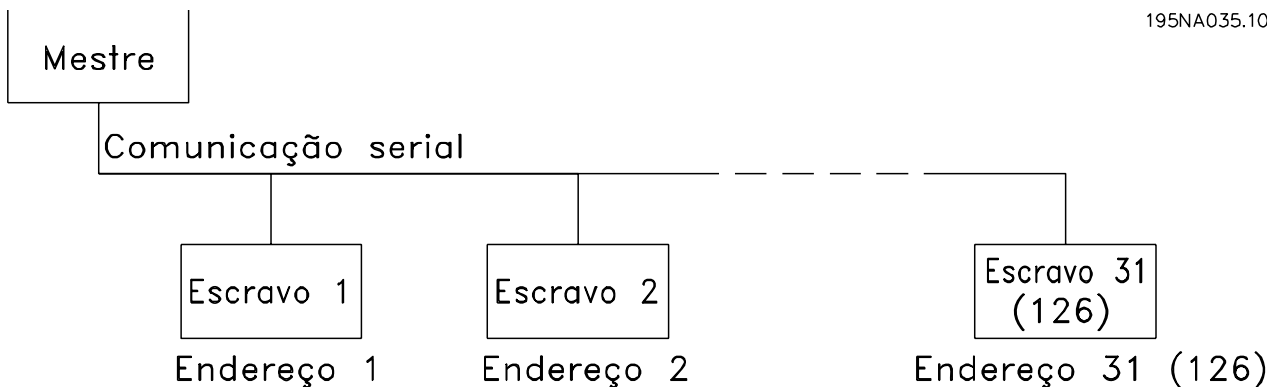 195NA035.10
Mestre
Comunicação serial
Escravo 1
Escravo 2
Escravo 31
(126)
Endereço 1
Endereço 2
Endereço 31 (126)